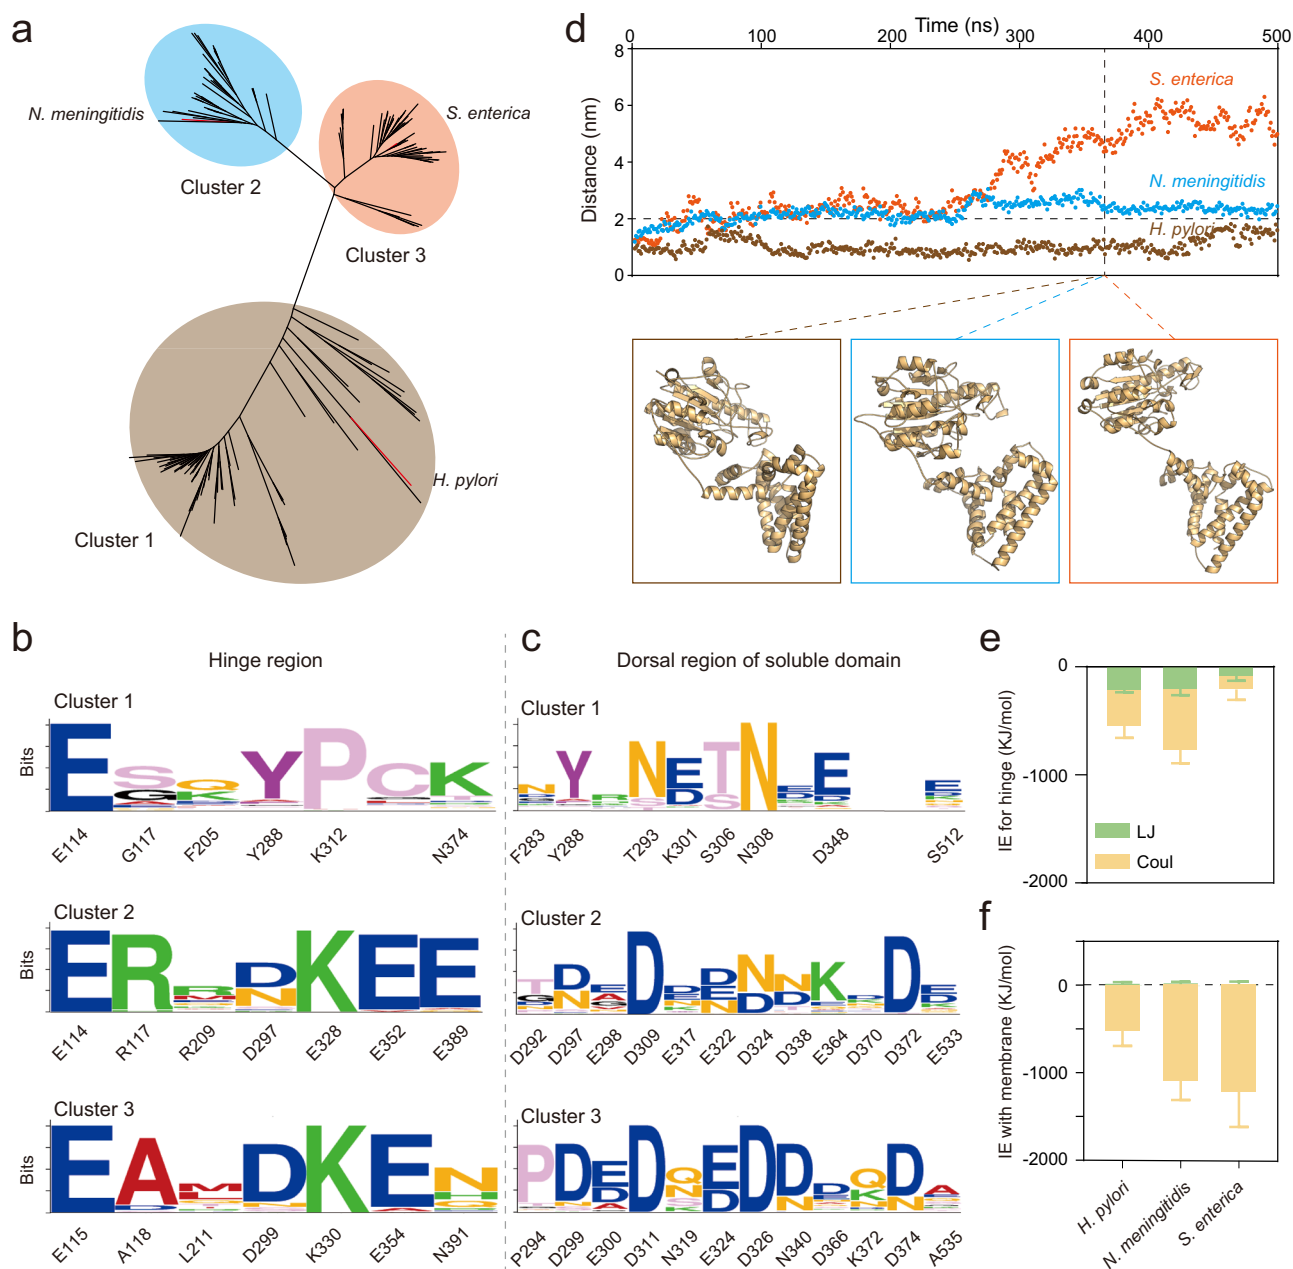 a
N. meningitidis
S. enterica
Cluster 2
Cluster 3
H. pylori
Cluster 1
d
Time (ns)
0 100 200 300 400 500
Distance (nm)
8
6
4
2
0
S. enterica
N. meningitidis
H. pylori
b
Hinge region
Cluster 1
Bits
E114 G117 F205 Y288 K312 N374
Cluster 2
Bits
E114 R117 R209 D297 E328 E352 E389
Cluster 3
Bits
E115 A118 L211 D299 K330 E354 N391
c
Dorsal region of soluble domain
Cluster 1
F283 Y288 T293 K301 S306 N308 D348 S512
Cluster 2
D292 D297 E298 D309 E317 E322 D324 D338 E364 D370 D372 E533
Cluster 3
P294 D299 E300 D311 N319 E324 D326 N340 D366 K372 D374 A535
e
IE for hinge (KJ/mol)
0
-1000
-2000
LJ
Coul
f
IE with membrane (KJ/mol)
0
-1000
-2000
H. pylori
N. meningitidis
S. enterica